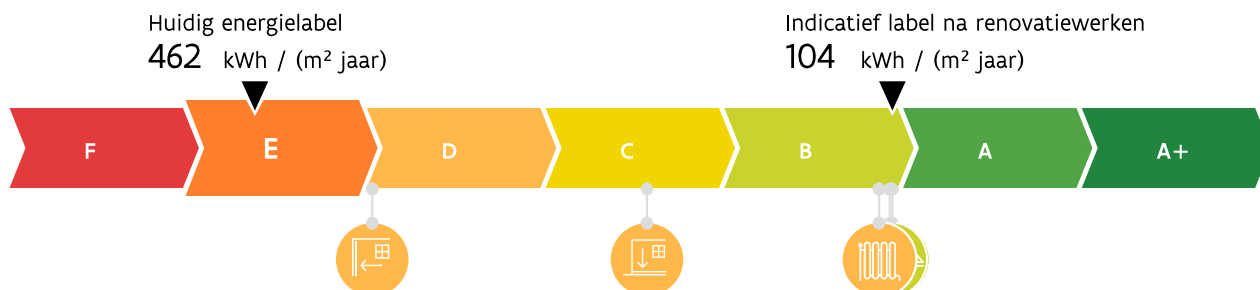 Huidig energielabel
462 kWh / (m² jaar)
Indicatief label na renovatiewerken
104 kWh / (m² jaar)
F E D C B A A+